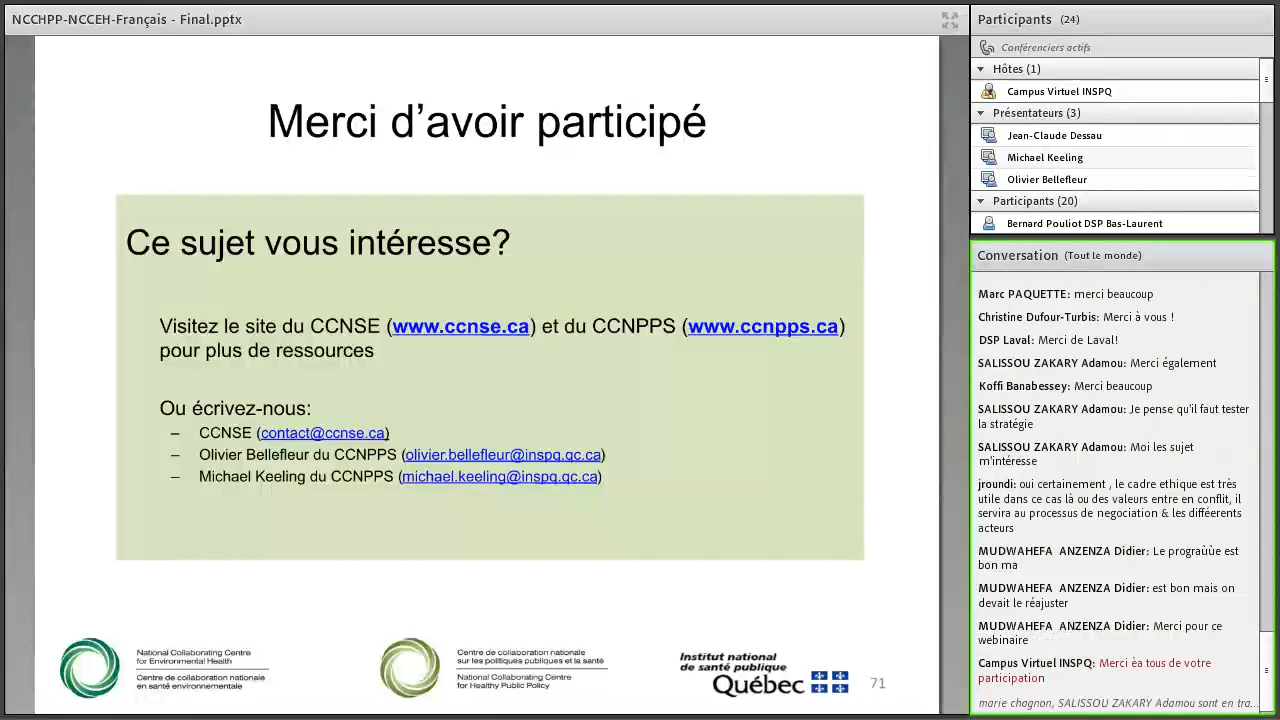 NCCHPP-NCCEH-Français - Final.pptx
Merci d’avoir participé
Ce sujet vous intéresse?
Visitez le site du CCNSE (www.ccnse.ca) et du CCNPPS (www.ccnpps.ca)
pour plus de ressources
Ou écrivez-nous:
– CCNSE (contact@ccnse.ca)
– Olivier Bellefleur du CCNPPS (olivier.bellefleur@inspq.qc.ca)
– Michael Keeling du CCNPPS (michael.keeling@inspq.qc.ca)
National Collaborating Centre
for Environmental Health
Centre de collaboration nationale
en santé environnementale
Centre de collaboration nationale
sur les politiques publiques et la santé
National Collaborating Centre
for Healthy Public Policy
Institut national
de santé publique
Québec
71
Participants (24)
Conférenciers actifs
Hôtes (1)
Campus Virtuel INSPQ
Présentateurs (3)
Jean-Claude Dessau
Michael Keeling
Olivier Bellefleur
Participants (20)
Bernard Pouliot DSP Bas-Laurent
Conversation (Tout le monde)
Marc PAQUETTE: merci beaucoup
Christine Dufour-Turbis: Merci à vous !
DSP Laval: Merci de Laval!
SALISSOU ZAKARY Adamou: Merci également
Koffi Banabessey: Merci beaucoup
SALISSOU ZAKARY Adamou: Je pense qu'il faut tester
la stratégie
SALISSOU ZAKARY Adamou: Moi les sujet
m'intéresse
jroundi: oui certainement , le cadre ethique est très
utile dans ce cas là ou des valeurs entre en conflit, il
servira au processus de negociation & les difféerents
acteurs
MUDWAHEFA ANZENZA Didier: Le prograùùe est
bon ma
MUDWAHEFA ANZENZA Didier: est bon mais on
devait le réajuster
MUDWAHEFA ANZENZA Didier: Merci pour ce
webinaire
Campus Virtuel INSPQ: Merci èa tous de votre
participation
marie chagnon, SALISSOU ZAKARY Adamou sont en tra...